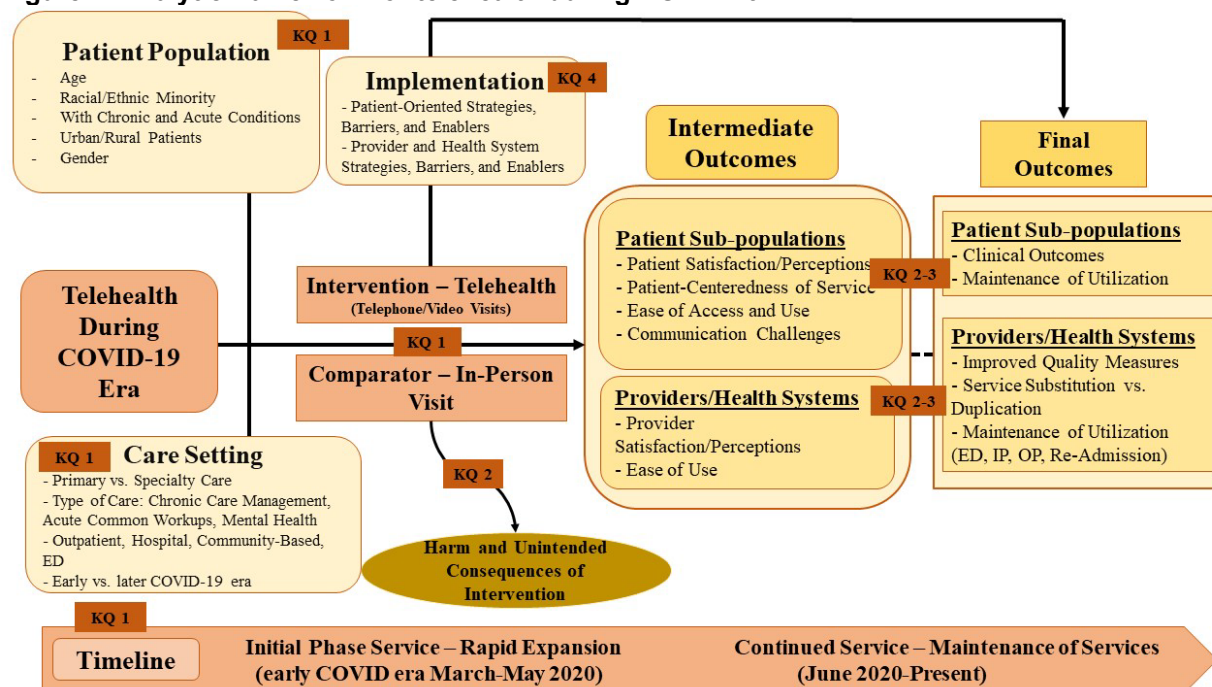 KQ 1
Patient Population
- Age
- Racial/Ethnic Minority
- With Chronic and Acute Conditions
- Urban/Rural Patients
- Gender
KQ 4
Implementation
- Patient-Oriented Strategies,
Barriers, and Enablers
- Provider and Health System
Strategies, Barriers, and Enablers
Intermediate
Outcomes
Final
Outcomes
Telehealth
During
COVID-19
Era
Intervention – Telehealth
(Telephone/Video Visits)
KQ 1
Comparator – In-Person
Visit
KQ 2
Harm and Unintended
Consequences of
Intervention
Patient Sub-populations
- Patient Satisfaction/Perceptions
- Patient-Centeredness of Service
- Ease of Access and Use
- Communication Challenges
KQ 2-3
Providers/Health Systems
- Provider
Satisfaction/Perceptions
- Ease of Use
KQ 2-3
Patient Sub-populations
- Clinical Outcomes
- Maintenance of Utilization
Providers/Health Systems
- Improved Quality Measures
- Service Substitution vs.
Duplication
- Maintenance of Utilization
(ED, IP, OP, Re-Admission)
KQ 1
Care Setting
- Primary vs. Specialty Care
- Type of Care: Chronic Care Management,
Acute Common Workups, Mental Health
- Outpatient, Hospital, Community-Based,
ED
- Early vs. later COVID-19 era
KQ 1
Timeline
Initial Phase Service – Rapid Expansion
(early COVID era March-May 2020)
Continued Service – Maintenance of Services
(June 2020-Present)